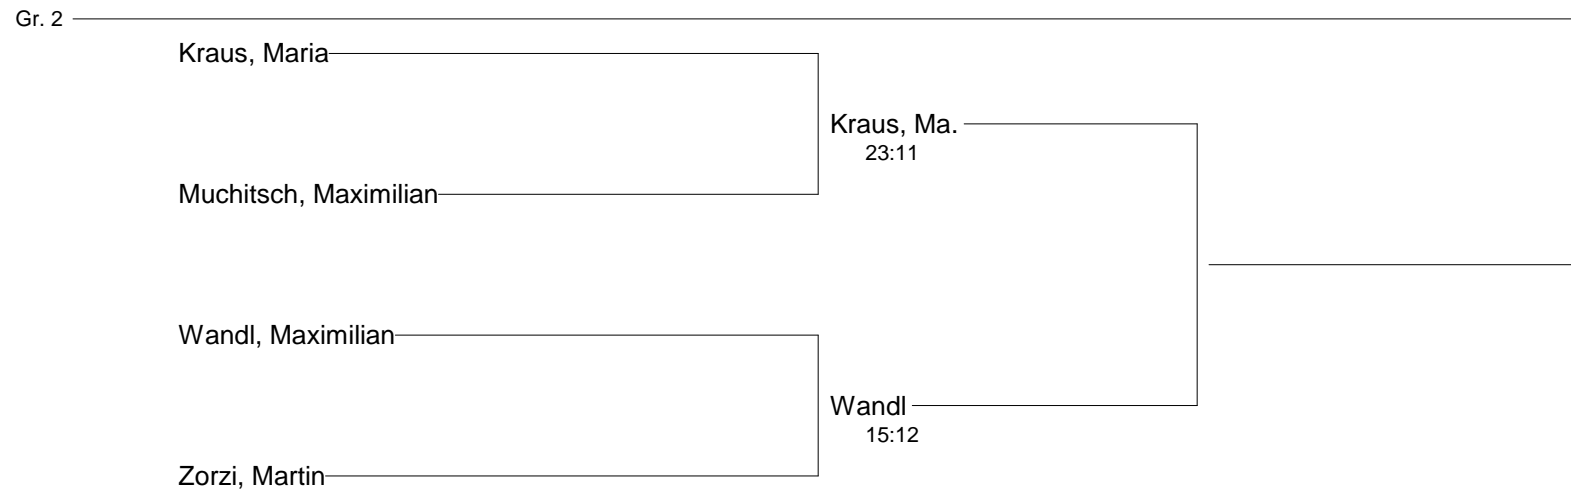 Gr. 2
Kraus, Maria
Kraus, Ma.
23:11
Muchitsch, Maximilian
Wandl, Maximilian
Wandl
15:12
Zorzi, Martin